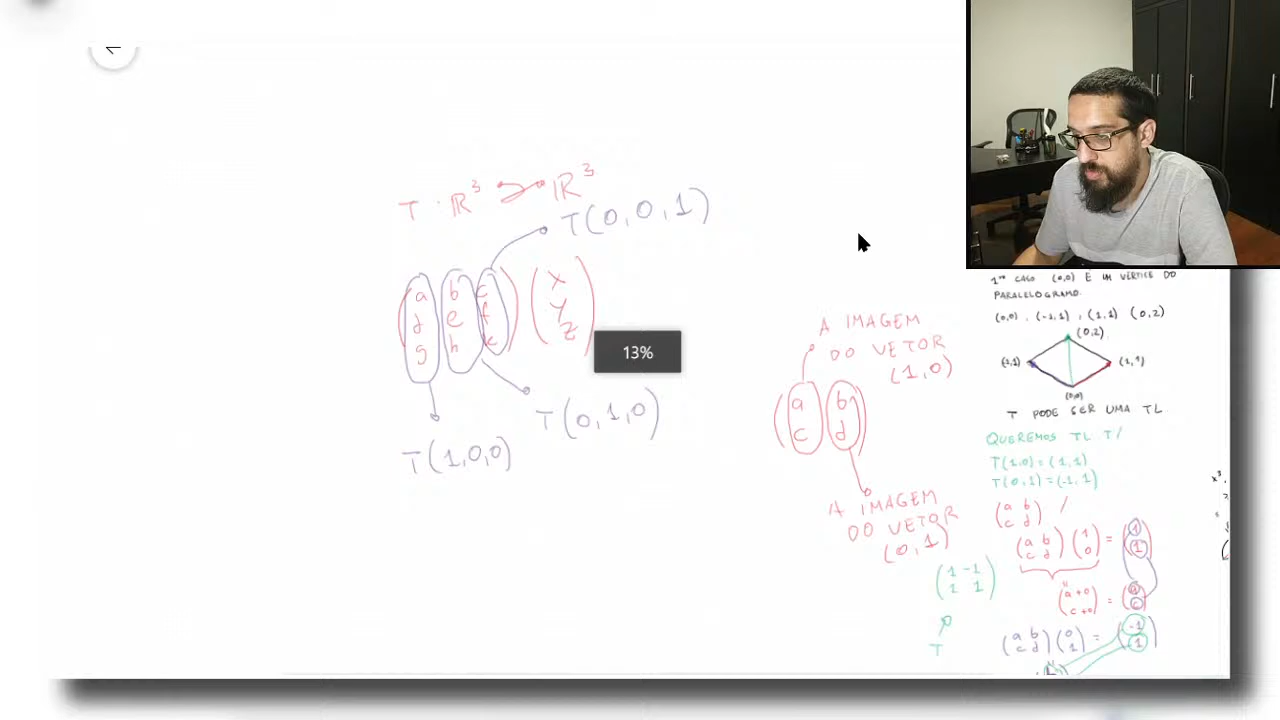 T : ℝ³ → ℝ³
T(0,0,1)
(a b c) (x)
(d e f) (y)
(g h k) (z)
13%
T(0,1,0)
T(1,0,0)
A IMAGEM
DO VETOR
(1,0)
(a b)
(c d)
A IMAGEM
DO VETOR
(0,1)
(1 -1)
(1 1)
T
CASO (0,0) É UM VÉRTICE DO
PARALELOGRAMO.
(0,0) , (-1,1) , (1,1) (0,2)
(0,2)
(-1,1)
(1,1)
(0,0)
T PODE SER UMA TL
QUEREMOS TL T/
T(1,0) = (1,1)
T(0,1) = (-1,1)
(a b) /
(c d)
(a b) (1) = (1)
(c d) (0) (1)
(a+0) = (a)
(c+0) (c)
(a b) (0) = (-1)
(c d) (1) (1)
x³